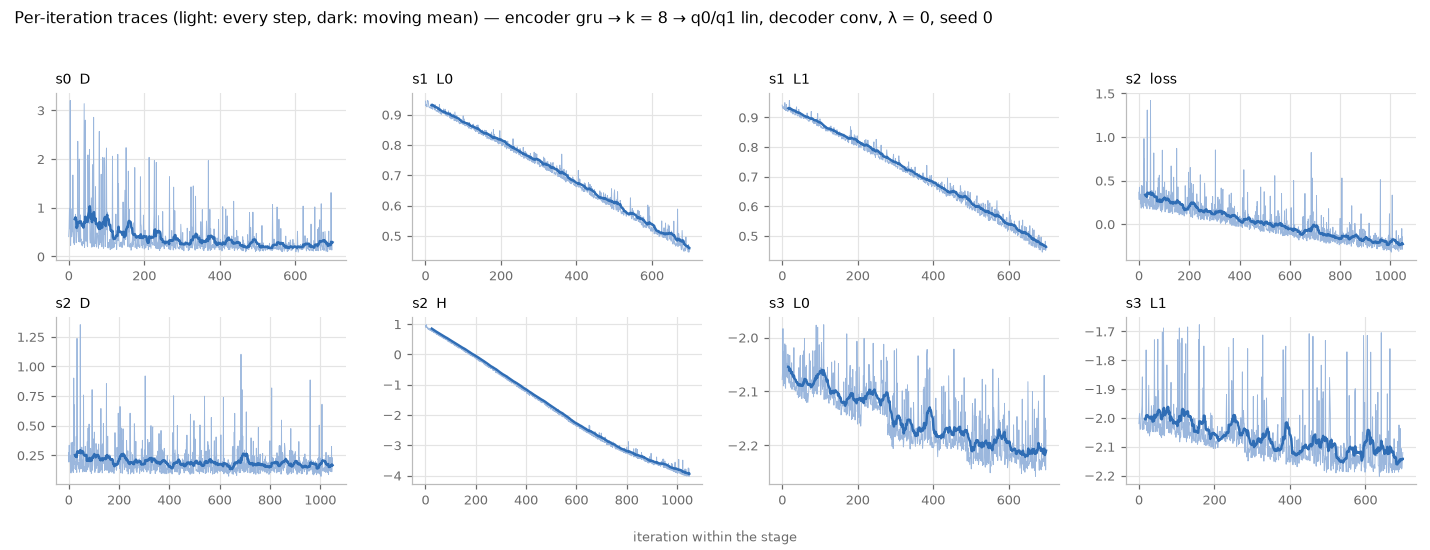 Per-iteration traces (light: every step, dark: moving mean) — encoder gru → k = 8 → q0/q1 lin, decoder conv, λ = 0, seed 0
s0 D
3
2
1
0
0 200 400 600
s1 L0
0.9
0.8
0.7
0.6
0.5
0 200 400 600
s1 L1
0.9
0.8
0.7
0.6
0.5
0 200 400 600
s2 loss
1.5
1.0
0.5
0.0
0 200 400 600 800 1000
s2 D
1.25
1.00
0.75
0.50
0.25
0 200 400 600 800 1000
s2 H
1
0
−1
−2
−3
−4
0 200 400 600 800 1000
s3 L0
−2.0
−2.1
−2.2
0 200 400 600
s3 L1
−1.7
−1.8
−1.9
−2.0
−2.1
−2.2
0 200 400 600
iteration within the stage